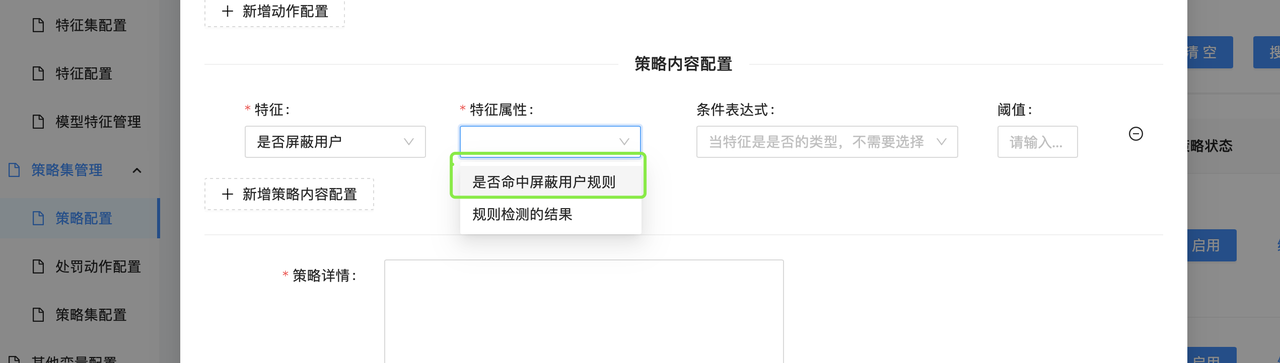 特征集配置
特征配置
模型特征管理
策略集管理
策略配置
处罚动作配置
策略集配置
其他变量配置
+ 新增动作配置
策略内容配置
* 特征:
* 特征属性:
条件表达式:
阈值:
是否屏蔽用户
当特征是是否的类型，不需要选择
请输入...
是否命中屏蔽用户规则
规则检测的结果
+ 新增策略内容配置
* 策略详情:
清 空
略状态
启用
启用